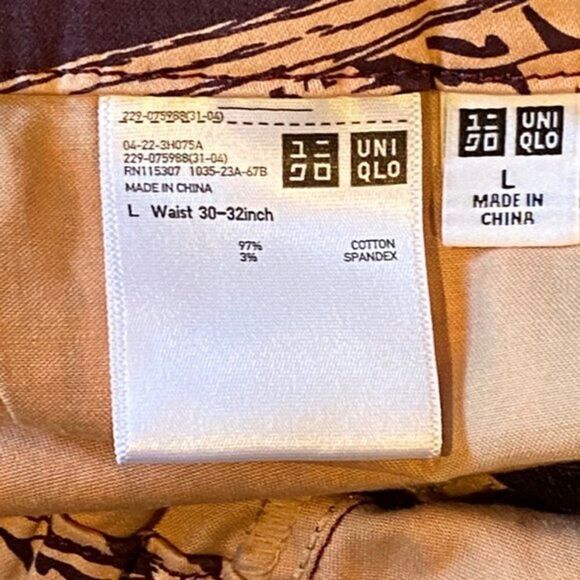 229-075988(31-04)
04-22-3H075A
229-075988(31-04)
RN115307 1035-23A-67B
MADE IN CHINA
L Waist 30-32inch
97% COTTON
3% SPANDEX
ユニ
クロ
UNI
QLO
ユニ
クロ
UNI
QLO
L
MADE IN
CHINA